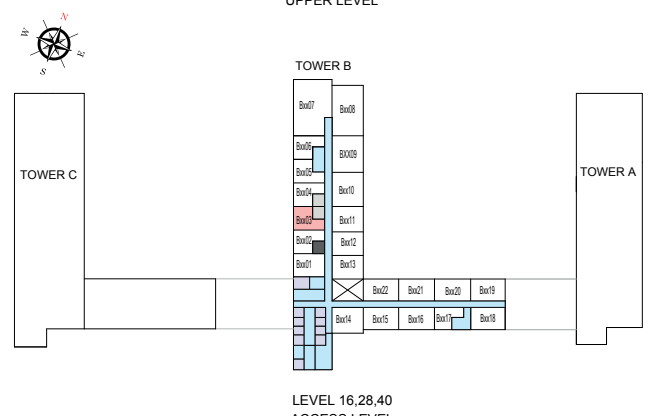 UPPER LEVEL
N
W
E
S
TOWER B
Bxx07
Bxx08
Bxx06
BXX09
Bxx05
Bxx04
Bxx10
Bxx03
Bxx11
Bxx02
Bxx12
Bxx01
Bxx13
TOWER C
TOWER A
Bxx22
Bxx21
Bxx20
Bxx19
Bxx14
Bxx15
Bxx16
Bxx17
Bxx18
LEVEL 16,28,40
ACCESS LEVEL